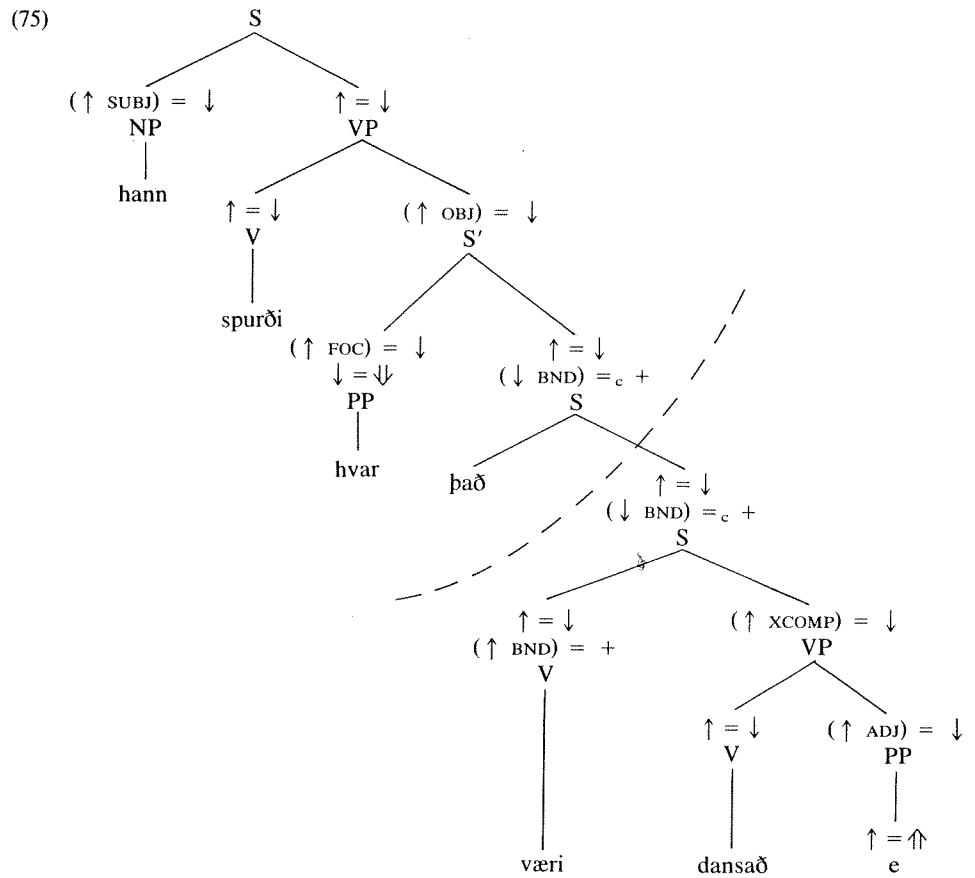 (75)
S
(↑ SUBJ) = ↓ ↑ = ↓
NP VP
hann ↑ = ↓ (↑ OBJ) = ↓
V S′
spurði
(↑ FOC) = ↓ ↑ = ↓
↓ = ⇓ (↓ BND) =c +
PP S
hvar það
↑ = ↓
(↓ BND) =c +
S
↑ = ↓ (↑ XCOMP) = ↓
(↑ BND) = + VP
V
↑ = ↓ (↑ ADJ) = ↓
V PP
↑ = ⇑
væri dansað e